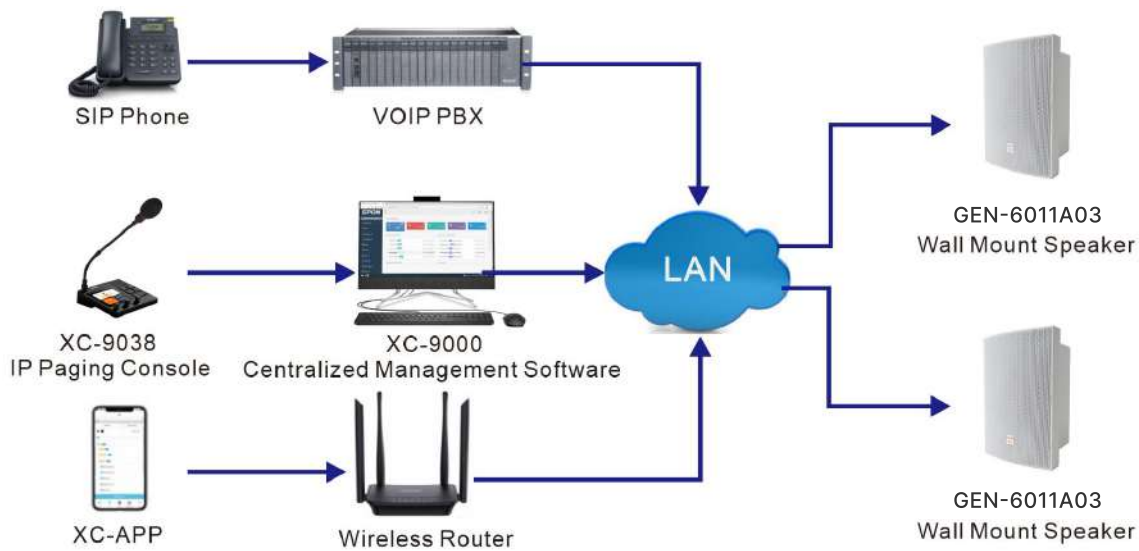 SIP Phone
VOIP PBX
GEN-6011A03
Wall Mount Speaker
LAN
XC-9038
IP Paging Console
XC-9000
Centralized Management Software
XC-APP
Wireless Router
GEN-6011A03
Wall Mount Speaker